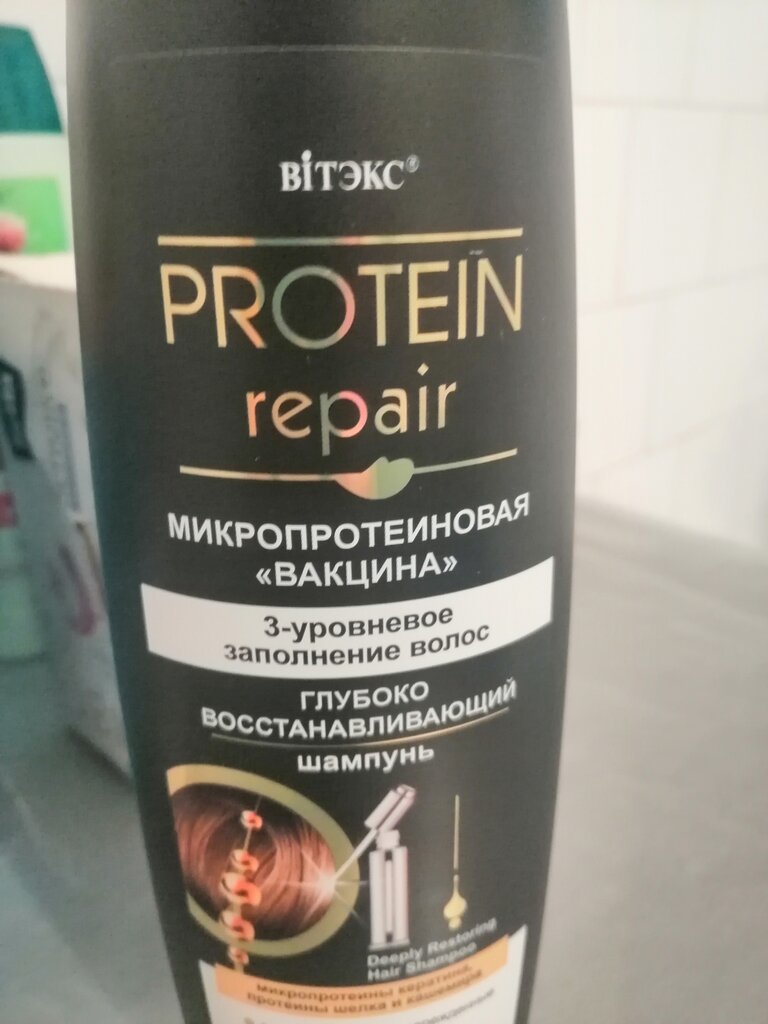 ВІТЭКС®
PROTEIN
repair
МИКРОПРОТЕИНОВАЯ
«ВАКЦИНА»
3-уровневое
заполнение волос
ГЛУБОКО
ВОССТАНАВЛИВАЮЩИЙ
шампунь
Deeply Restoring
Hair Shampoo
микропротеины кератина,
протеины шелка и кашемира